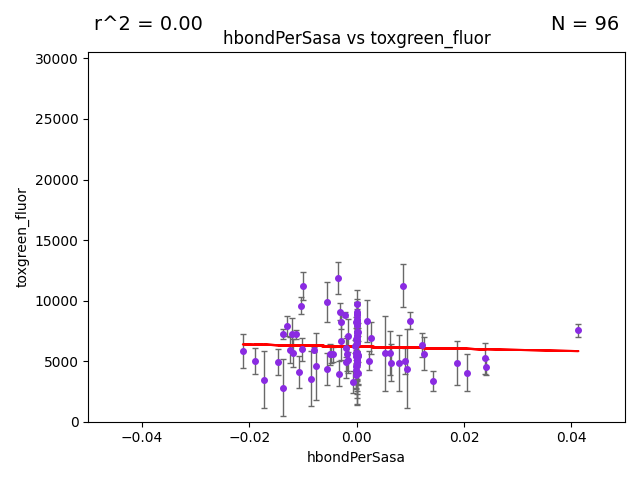 r^2 = 0.00
N = 96
hbondPerSasa vs toxgreen_fluor
30000
25000
20000
15000
10000
5000
0
toxgreen_fluor
−0.04
−0.02
0.00
0.02
0.04
hbondPerSasa